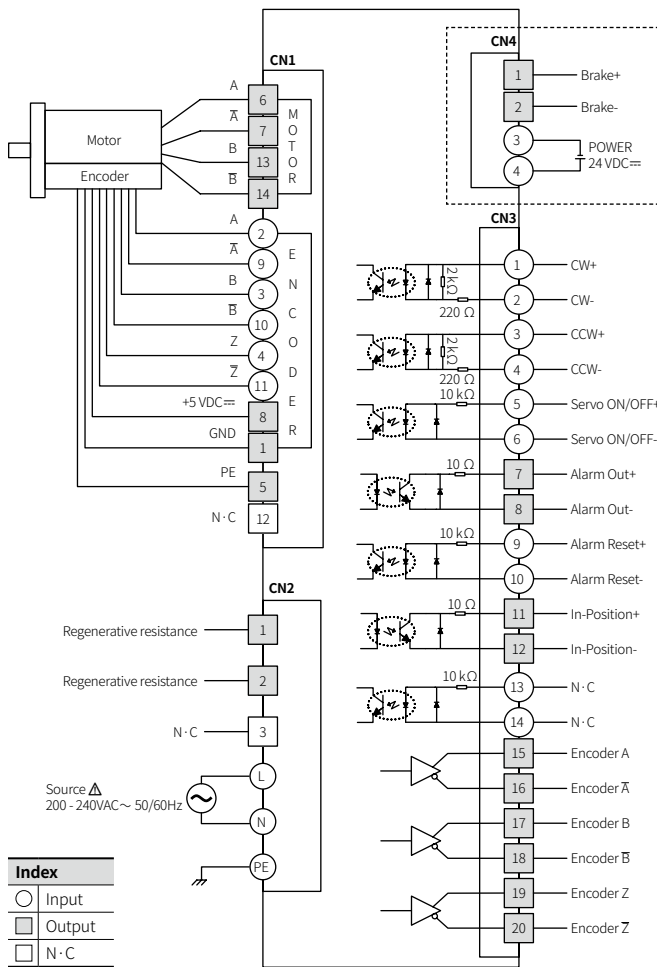 CN4
1
Brake+
2
Brake-
3
POWER
24 VDC⎓
4
CN1
MOTOR
Motor
Encoder
A
6
A̅
7
B
13
B̅
14
ENCODER
A
2
A̅
9
B
3
B̅
10
Z
4
Z̅
11
+5 VDC⎓
8
GND
1
PE
5
N·C
12
CN2
Regenerative resistance
1
Regenerative resistance
2
N·C
3
Source ⚠
200 - 240VAC～ 50/60Hz
L
N
PE
CN3
1
CW+
2 kΩ
2
CW-
220 Ω
3
CCW+
2 kΩ
4
CCW-
220 Ω
10 kΩ
5
Servo ON/OFF+
6
Servo ON/OFF-
10 Ω
7
Alarm Out+
8
Alarm Out-
10 kΩ
9
Alarm Reset+
10
Alarm Reset-
10 Ω
11
In-Position+
12
In-Position-
10 kΩ
13
N·C
14
N·C
15
Encoder A
16
Encoder A̅
17
Encoder B
18
Encoder B̅
19
Encoder Z
20
Encoder Z̅
Index
Input
Output
N·C